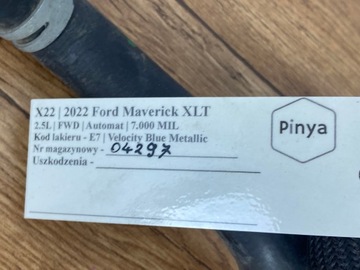 X22 | 2022 Ford Maverick XLT
2.5L | FWD | Automat | 7.000 MIL
Kod lakieru - E7 | Velocity Blue Metallic
Nr magazynowy - 04297
Uszkodzenia -
Pinya